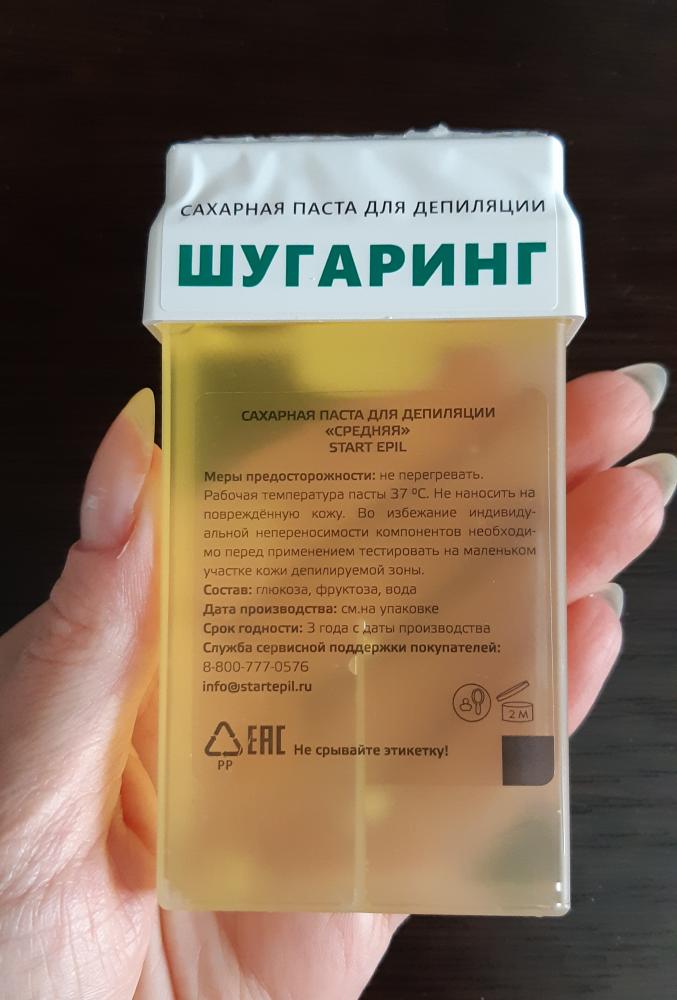 САХАРНАЯ ПАСТА ДЛЯ ДЕПИЛЯЦИИ
ШУГАРИНГ
САХАРНАЯ ПАСТА ДЛЯ ДЕПИЛЯЦИИ
«СРЕДНЯЯ»
START EPIL
Меры предосторожности: не перегревать.
Рабочая температура пасты 37 ºС. Не наносить на
повреждённую кожу. Во избежание индивиду-
альной непереносимости компонентов необходи-
мо перед применением тестировать на маленьком
участке кожи депилируемой зоны.
Состав: глюкоза, фруктоза, вода
Дата производства: см.на упаковке
Срок годности: 3 года с даты производства
Служба сервисной поддержки покупателей:
8-800-777-0576
info@startepil.ru
2 М
ЕАС Не срывайте этикетку!
PP